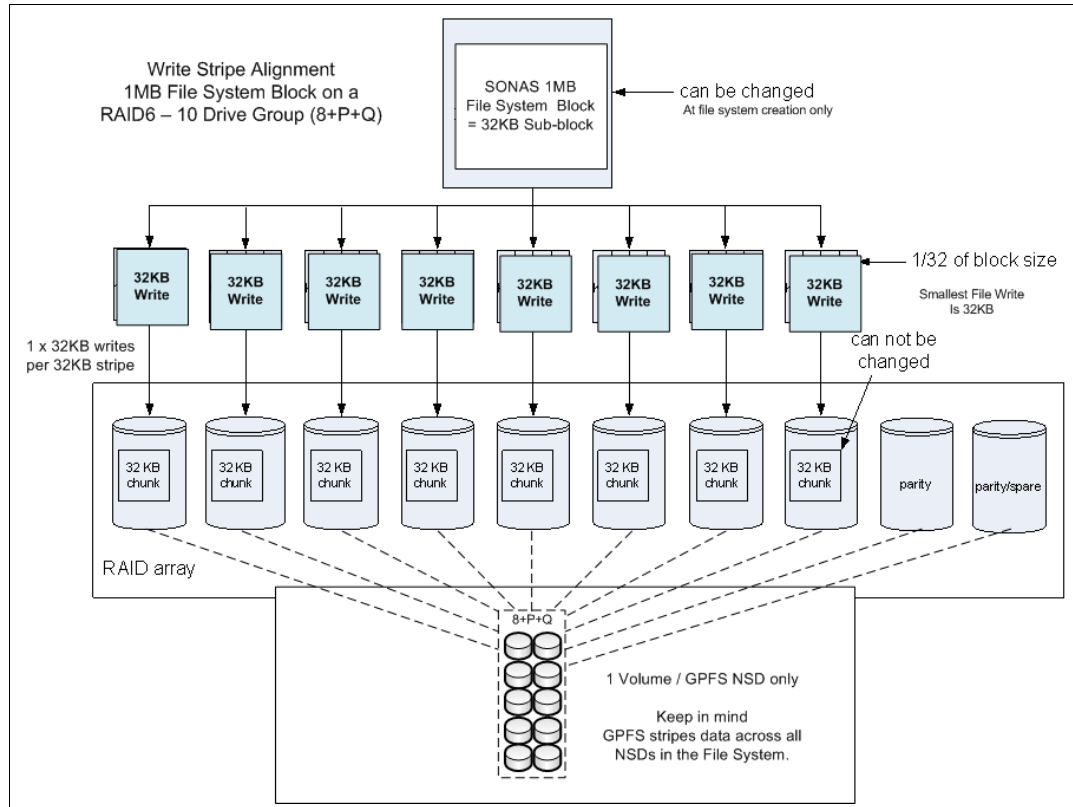 Write Stripe Alignment
1MB File System Block on a
RAID6 – 10 Drive Group (8+P+Q)
SONAS 1MB
File System Block
= 32KB Sub-block
can be changed
At file system creation only
32KB
Write
32KB
Write
32KB
Write
32KB
Write
32KB
Write
32KB
Write
32KB
Write
32KB
Write
1/32 of block size
Smallest File Write
Is 32KB
1 x 32KB writes
per 32KB stripe
can not be
changed
32 KB
chunk
32 KB
chunk
32 KB
chunk
32 KB
chunk
32 KB
chunk
32 KB
chunk
32 KB
chunk
32 KB
chunk
parity
parity/spare
RAID array
8+P+Q
1 Volume / GPFS NSD only
Keep in mind
GPFS stripes data across all
NSDs in the File System.